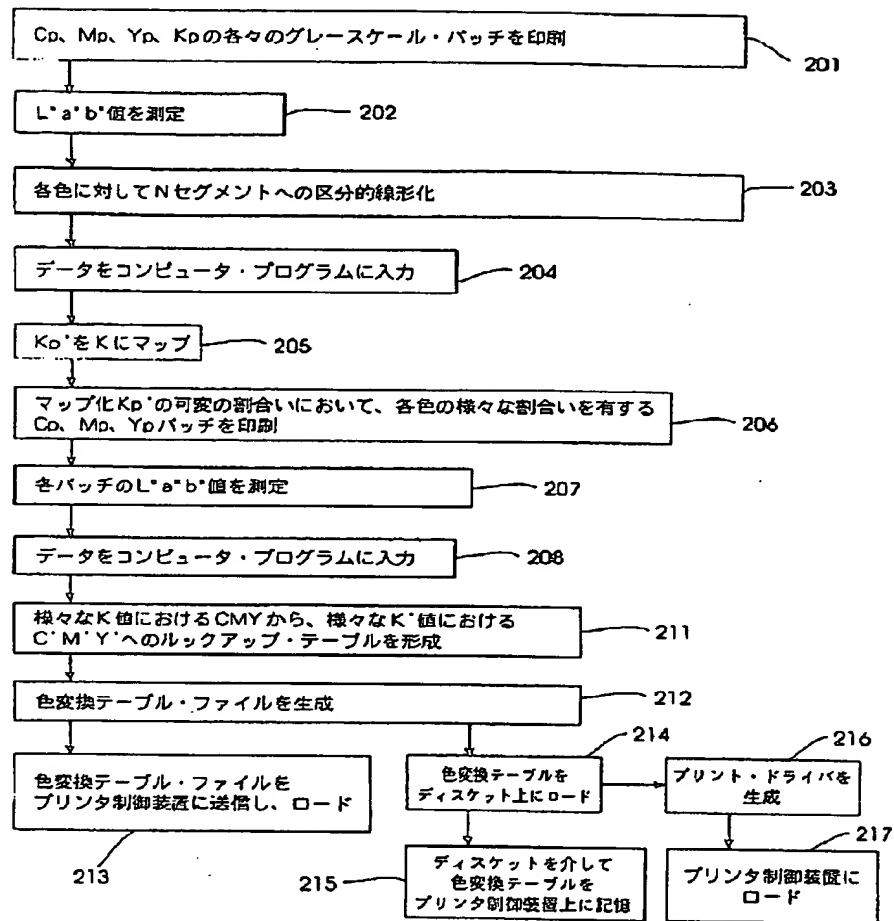 Cp、Mp、Yp、Kpの各々のグレースケール・パッチを印刷
201
L*a*b*値を測定
202
各色に対してNセグメントへの区分的線形化
203
データをコンピュータ・プログラムに入力
204
Kp'をKにマップ
205
マップ化Kp'の可変の割合いにおいて、各色の様々な割合いを有する
Cp、Mp、Ypパッチを印刷
206
各パッチのL*a*b*値を測定
207
データをコンピュータ・プログラムに入力
208
様々なK値におけるCMYから、様々なK'値における
C'M'Y'へのルックアップ・テーブルを形成
211
色変換テーブル・ファイルを生成
212
色変換テーブル・ファイルを
プリンタ制御装置に送信し、ロード
213
色変換テーブルを
ディスケット上にロード
214
プリント・ドライバを
生成
216
ディスケットを介して
色変換テーブルを
プリンタ制御装置上に記憶
215
プリンタ制御装置に
ロード
217